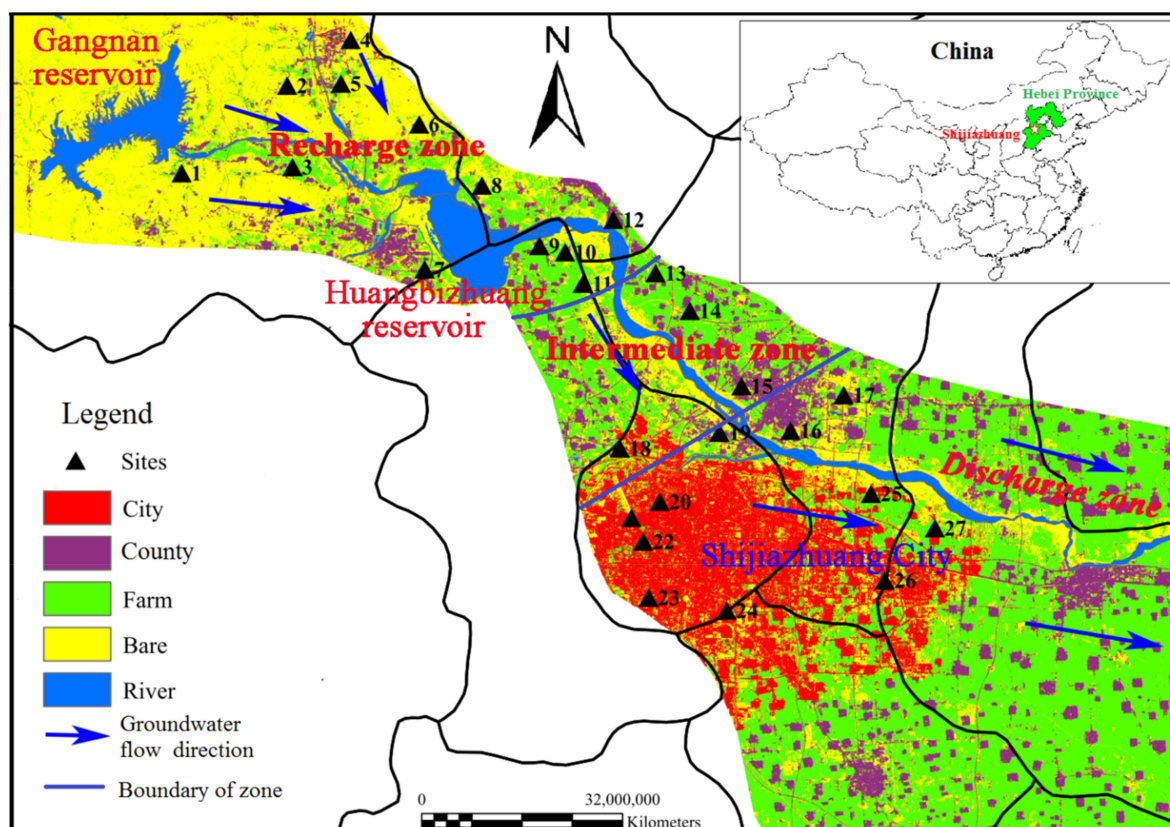 Gangnan
reservoir
4
2
5
6
Recharge zone
1
3
8
7
N
China
Hebei Province
Shijiazhuang
12
9
10
11
13
Huangbizhuang
reservoir
14
Intermediate zone
15
17
16
19
18
Discharge zone
20
25
22
27
Shijiazhuang City
26
23
24
Legend
Sites
City
County
Farm
Bare
River
Groundwater
flow direction
Boundary of zone
0 32,000,000
Kilometers